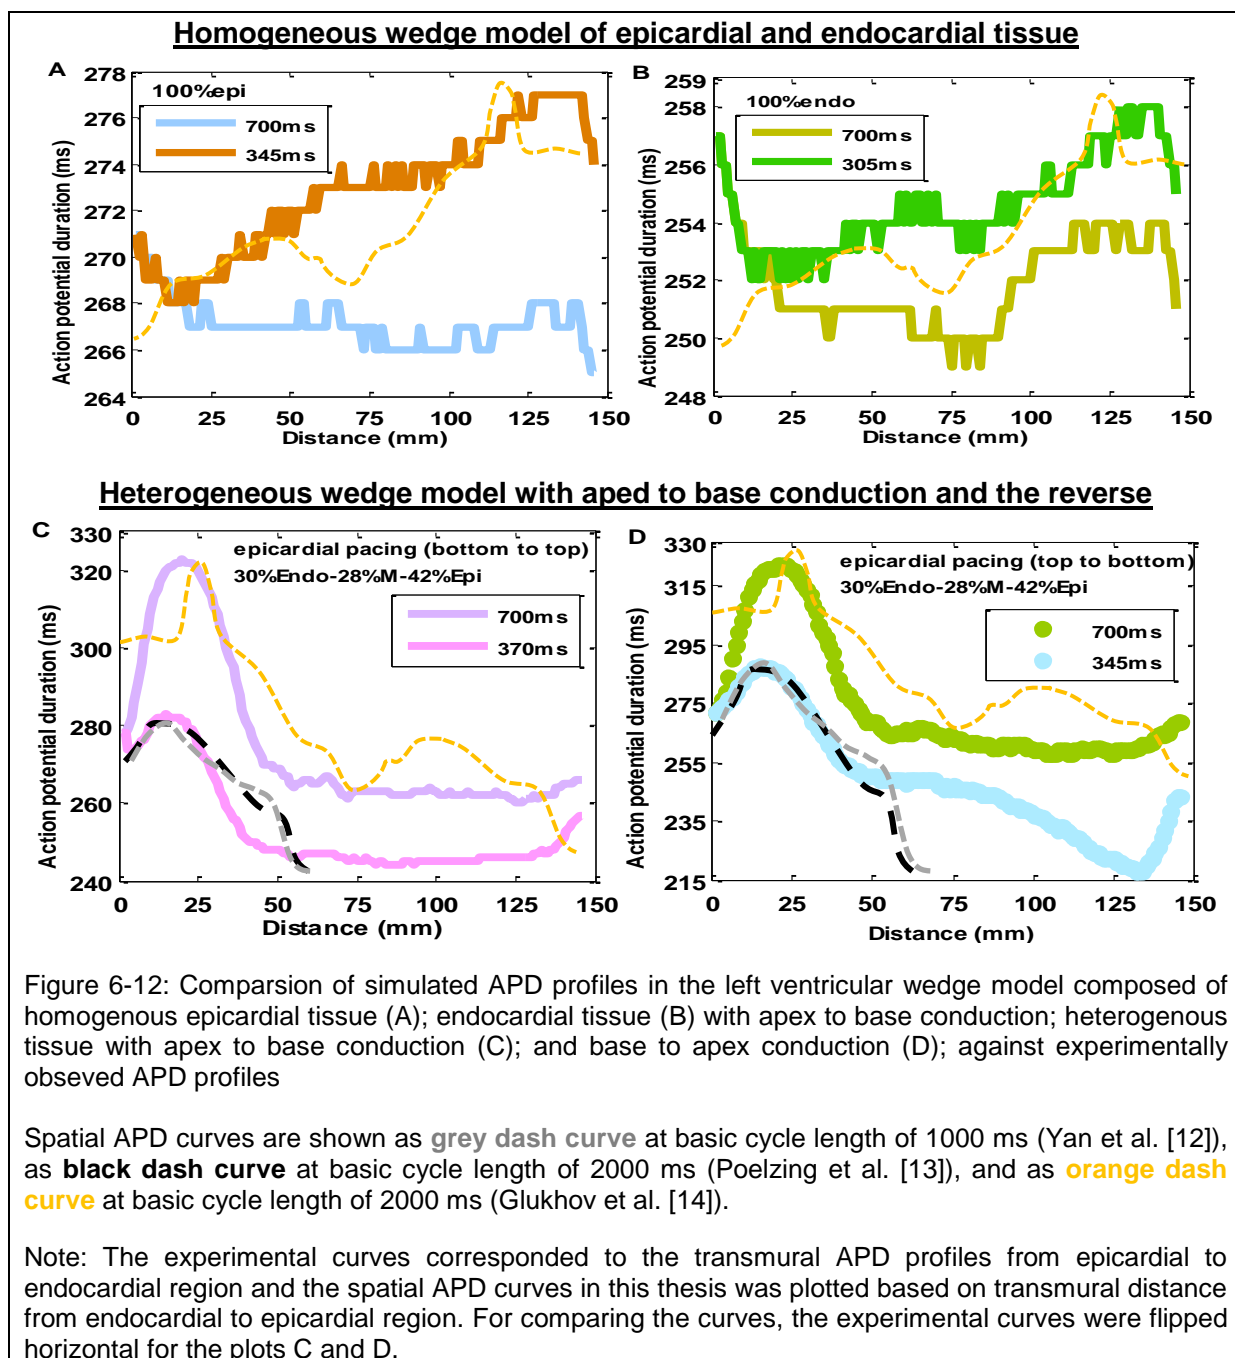 Homogeneous wedge model of epicardial and endocardial tissue
A
278
276
274
272
270
268
266
264
Action potential duration (ms)
100%epi
700ms
345ms
0
25
50
75
100
125
150
Distance (mm)
B
259
258
256
254
252
250
248
Action potential duration (ms)
100%endo
700ms
305ms
0
25
50
75
100
125
150
Distance (mm)
Heterogeneous wedge model with aped to base conduction and the reverse
C
330
320
300
280
260
240
Action potential duration (ms)
epicardial pacing (bottom to top)
30%Endo-28%M-42%Epi
700ms
370ms
0
25
50
75
100
125
150
Distance (mm)
D
330
315
295
275
255
235
215
Action potential duration (ms)
epicardial pacing (top to bottom)
30%Endo-28%M-42%Epi
700ms
345ms
0
25
50
75
100
125
150
Distance (mm)
Figure 6-12: Comparsion of simulated APD profiles in the left ventricular wedge model composed of
homogenous epicardial tissue (A); endocardial tissue (B) with apex to base conduction; heterogenous
tissue with apex to base conduction (C); and base to apex conduction (D); against experimentally
obseved APD profiles
Spatial APD curves are shown as grey dash curve at basic cycle length of 1000 ms (Yan et al. [12]),
as black dash curve at basic cycle length of 2000 ms (Poelzing et al. [13]), and as orange dash
curve at basic cycle length of 2000 ms (Glukhov et al. [14]).
Note: The experimental curves corresponded to the transmural APD profiles from epicardial to
endocardial region and the spatial APD curves in this thesis was plotted based on transmural distance
from endocardial to epicardial region. For comparing the curves, the experimental curves were flipped
horizontal for the plots C and D.